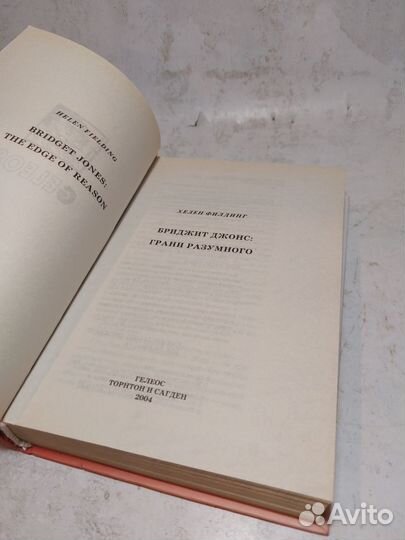 HELEN FIELDING
BRIDGET JONES:
THE EDGE OF REASON
ХЕЛЕН ФИЛДИНГ
БРИДЖИТ ДЖОНС:
ГРАНИ РАЗУМНОГО
ГЕЛЕОС
ТОРНТОН И САГДЕН
2004
Avito